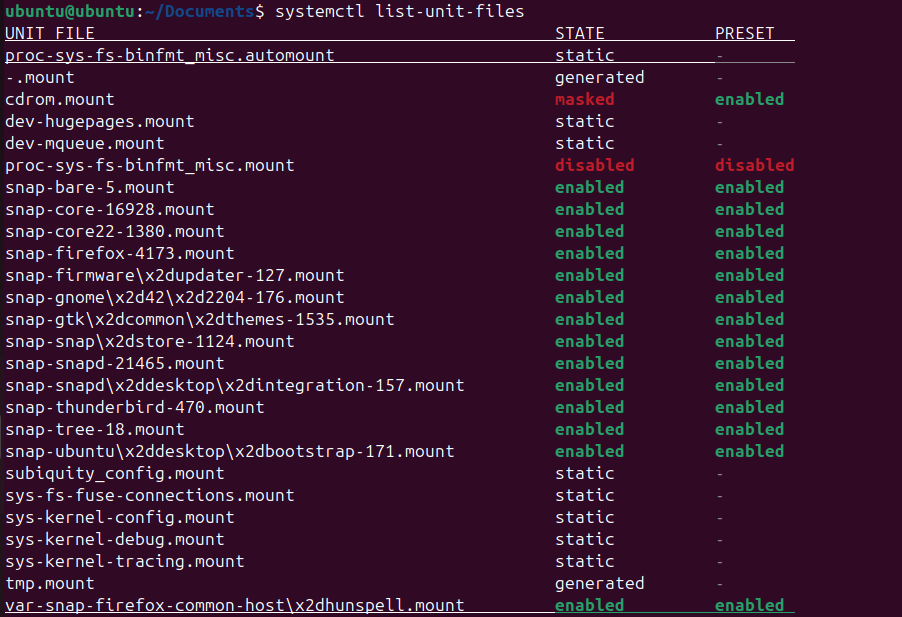 ubuntu@ubuntu:~/Documents$ systemctl list-unit-files
UNIT FILE STATE PRESET
proc-sys-fs-binfmt_misc.automount static -
-.mount generated -
cdrom.mount masked enabled
dev-hugepages.mount static -
dev-mqueue.mount static -
proc-sys-fs-binfmt_misc.mount disabled disabled
snap-bare-5.mount enabled enabled
snap-core-16928.mount enabled enabled
snap-core22-1380.mount enabled enabled
snap-firefox-4173.mount enabled enabled
snap-firmware\x2dupdater-127.mount enabled enabled
snap-gnome\x2d42\x2d2204-176.mount enabled enabled
snap-gtk\x2dcommon\x2dthemes-1535.mount enabled enabled
snap-snap\x2dstore-1124.mount enabled enabled
snap-snapd-21465.mount enabled enabled
snap-snapd\x2ddesktop\x2dintegration-157.mount enabled enabled
snap-thunderbird-470.mount enabled enabled
snap-tree-18.mount enabled enabled
snap-ubuntu\x2ddesktop\x2dbootstrap-171.mount enabled enabled
subiquity_config.mount static -
sys-fs-fuse-connections.mount static -
sys-kernel-config.mount static -
sys-kernel-debug.mount static -
sys-kernel-tracing.mount static -
tmp.mount generated -
var-snap-firefox-common-host\x2dhunspell.mount enabled enabled